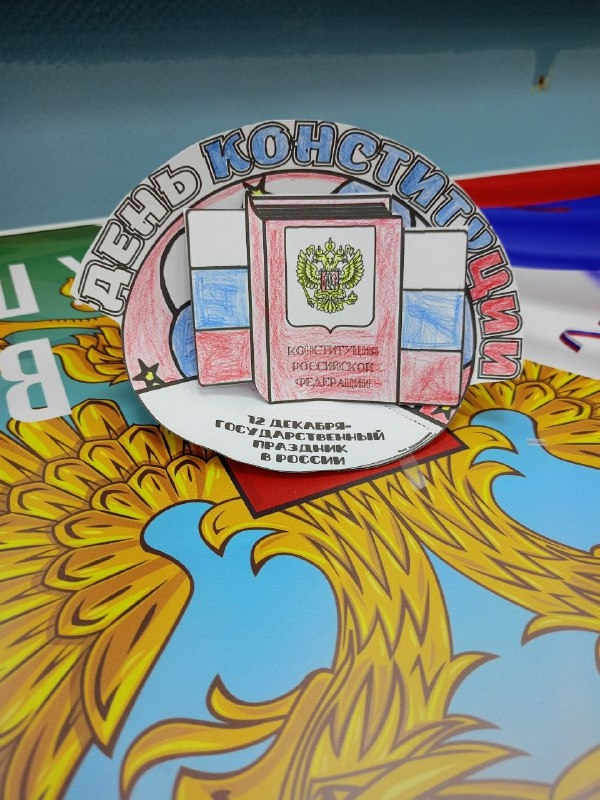 ДЕНЬ КОНСТИТУЦИИ
КОНСТИТУЦИЯ
РОССИЙСКОЙ
ФЕДЕРАЦИИ
12 ДЕКАБРЯ-
ГОСУДАРСТВЕННЫЙ
ПРАЗДНИК
В РОССИИ